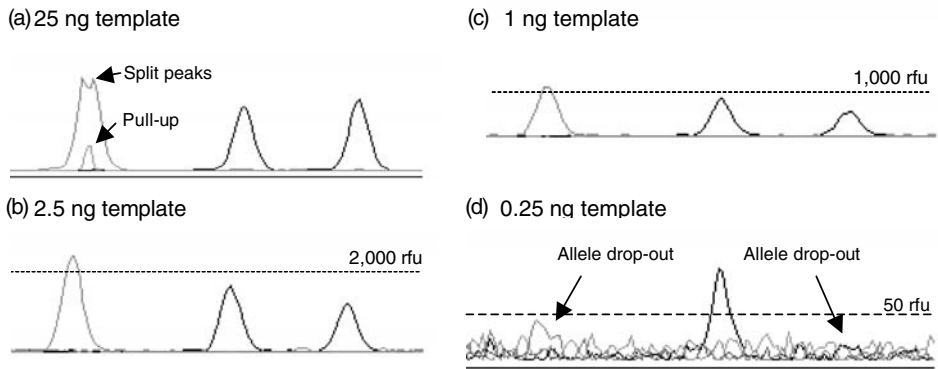 (a) 25 ng template
Split peaks
Pull-up
(b) 2.5 ng template
2,000 rfu
(c) 1 ng template
1,000 rfu
(d) 0.25 ng template
Allele drop-out
Allele drop-out
50 rfu